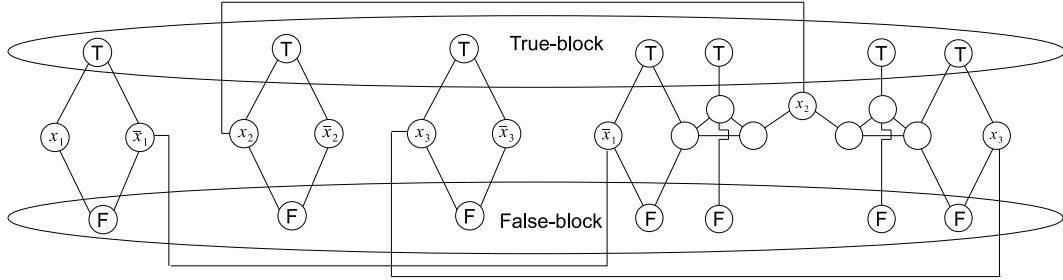 True-block
T T T T T T T
x₁ x̄₁ x₂ x̄₂ x₃ x̄₃ x̄₁ x₂ x₃
F F F F F F F
False-block